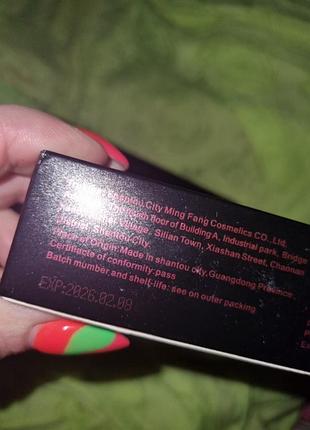 City Ming Fang Cosmetics CO., Ltd.
floor of Building A, Industrial park, Bridge
Village, Silian Town, Xiashan Street, Chaonan
District, Shantou City.
Place of Origin: Made in shantou city, Guangdong Province
Certificate of conformity: pass
Batch number and shelf-life: see on outer packing
EXP:2026.02.08